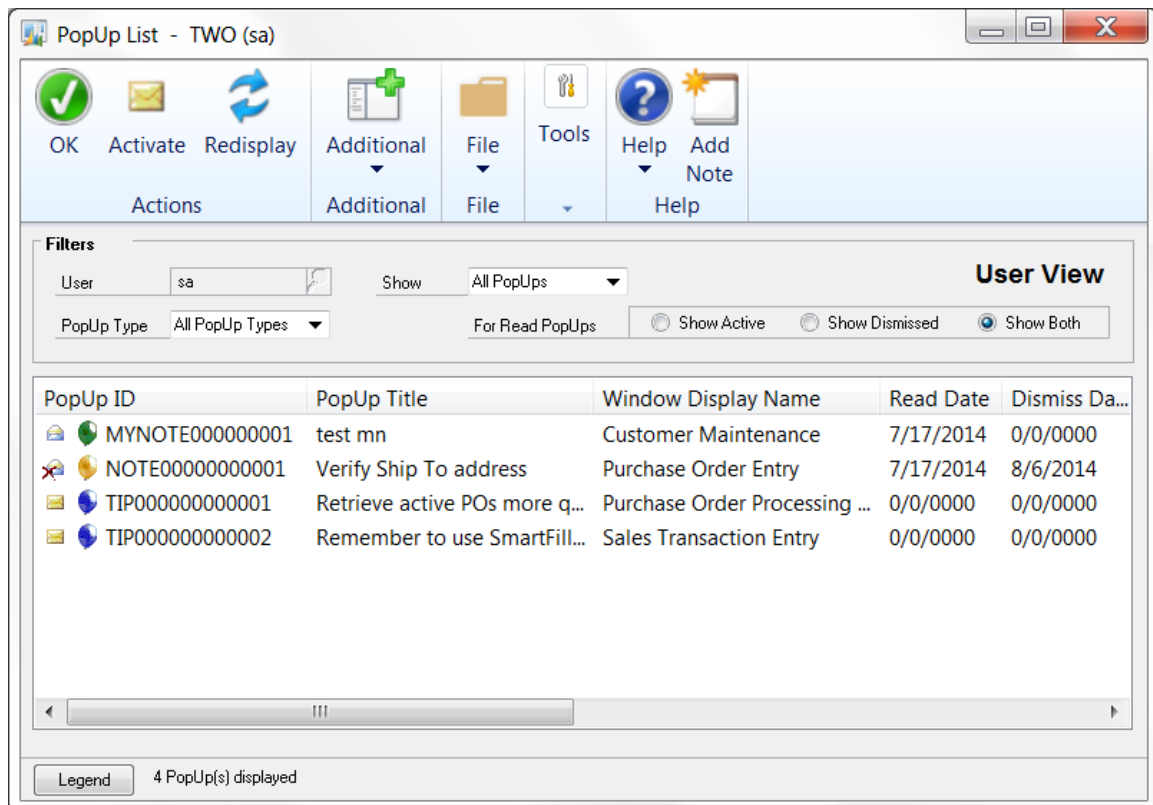 PopUp List - TWO (sa)
OK Activate Redisplay Additional File Tools Help Add Note
Actions Additional File Help
Filters
User sa Show All PopUps User View
PopUp Type All PopUp Types For Read PopUps Show Active Show Dismissed Show Both
PopUp ID PopUp Title Window Display Name Read Date Dismiss Da...
MYNOTE000000001 test mn Customer Maintenance 7/17/2014 0/0/0000
NOTE00000000001 Verify Ship To address Purchase Order Entry 7/17/2014 8/6/2014
TIP000000000001 Retrieve active POs more q... Purchase Order Processing ... 0/0/0000 0/0/0000
TIP000000000002 Remember to use SmartFill... Sales Transaction Entry 0/0/0000 0/0/0000
Legend 4 PopUp(s) displayed